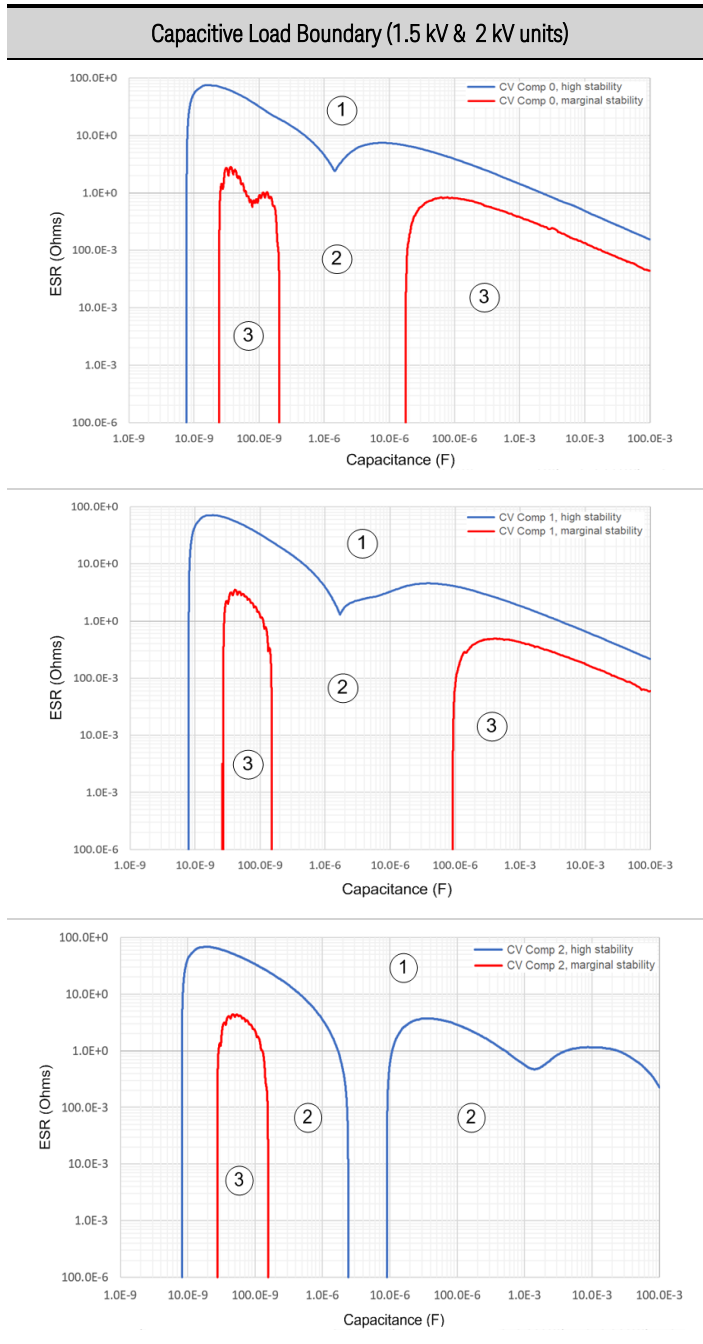 Capacitive Load Boundary (1.5 kV & 2 kV units)
100.0E+0
10.0E+0
1.0E+0
100.0E-3
10.0E-3
1.0E-3
100.0E-6
ESR (Ohms)
CV Comp 0, high stability
CV Comp 0, marginal stability
1
2
3
3
1.0E-9 10.0E-9 100.0E-9 1.0E-6 10.0E-6 100.0E-6 1.0E-3 10.0E-3 100.0E-3
Capacitance (F)
100.0E+0
10.0E+0
1.0E+0
100.0E-3
10.0E-3
1.0E-3
100.0E-6
ESR (Ohms)
CV Comp 1, high stability
CV Comp 1, marginal stability
1
2
3
3
1.0E-9 10.0E-9 100.0E-9 1.0E-6 10.0E-6 100.0E-6 1.0E-3 10.0E-3 100.0E-3
Capacitance (F)
100.0E+0
10.0E+0
1.0E+0
100.0E-3
10.0E-3
1.0E-3
100.0E-6
ESR (Ohms)
CV Comp 2, high stability
CV Comp 2, marginal stability
1
2
2
3
1.0E-9 10.0E-9 100.0E-9 1.0E-6 10.0E-6 100.0E-6 1.0E-3 10.0E-3 100.0E-3
Capacitance (F)